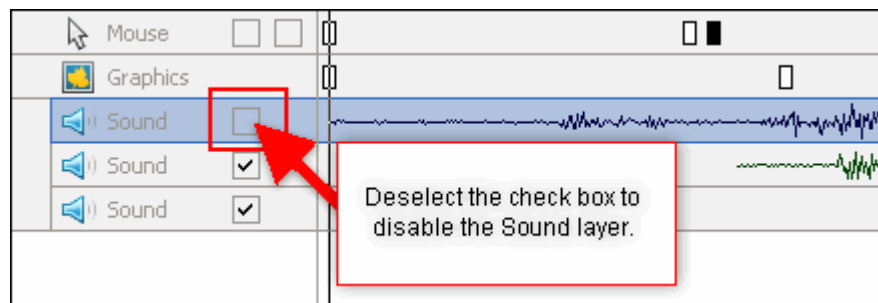 Mouse
Graphics
Sound
Sound
Sound
Deselect the check box to
disable the Sound layer.